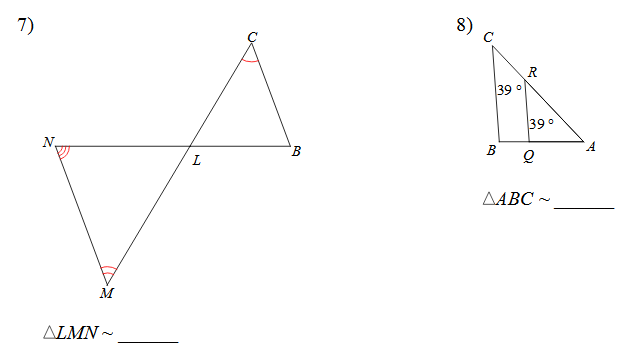 7)
C
N
L
B
M
△LMN ~ ______
8)
C
R
39 °
39 °
B
Q
A
△ABC ~ ______